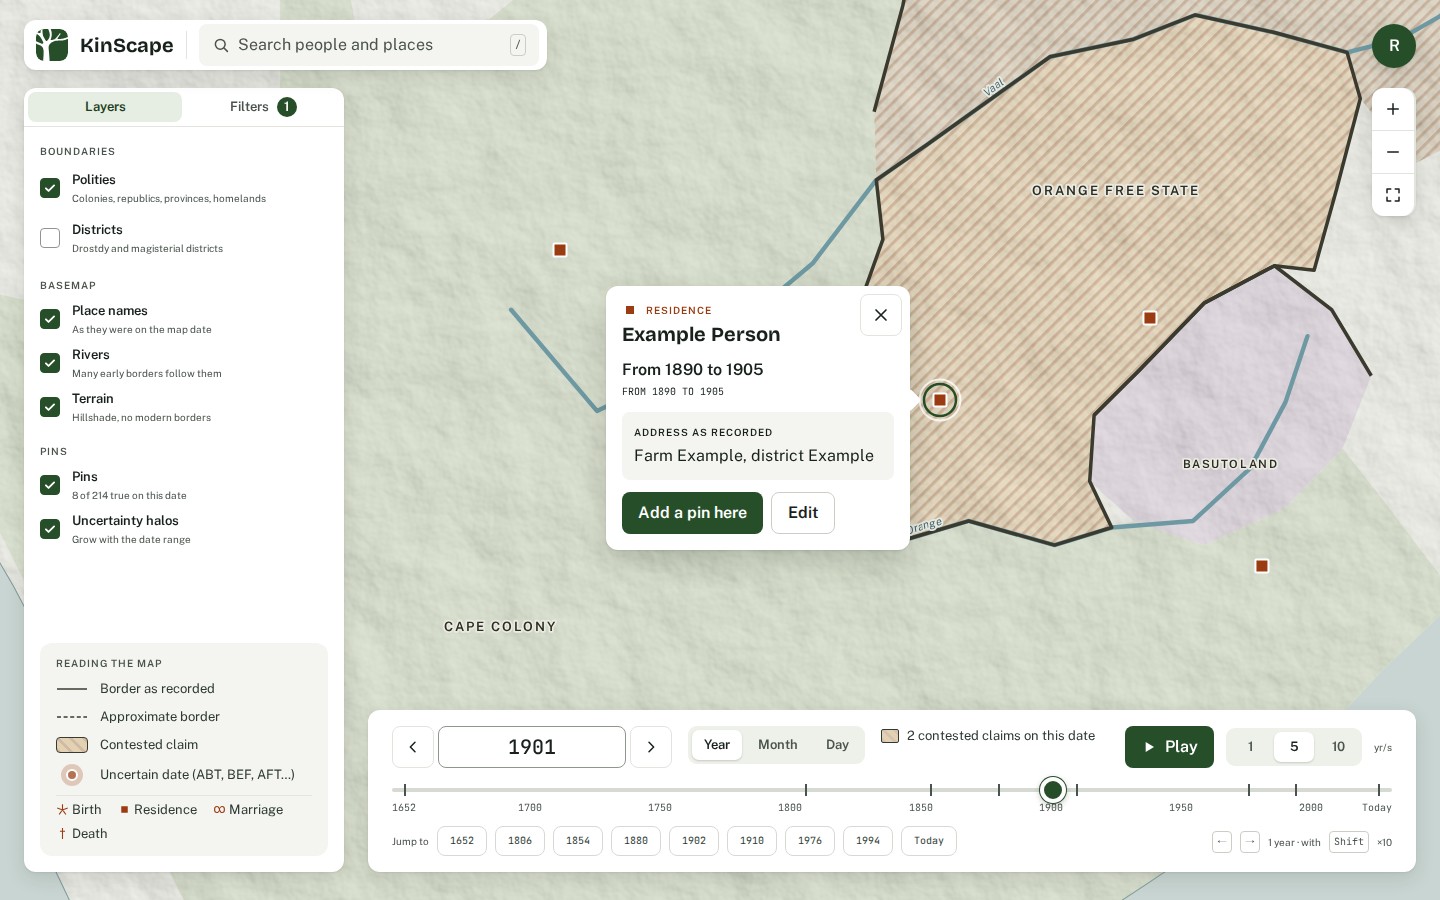 KinScape
Search people and places
/
R
Layers
Filters 1
BOUNDARIES
Polities
Colonies, republics, provinces, homelands
Districts
Drostdy and magisterial districts
BASEMAP
Place names
As they were on the map date
Rivers
Many early borders follow them
Terrain
Hillshade, no modern borders
PINS
Pins
8 of 214 true on this date
Uncertainty halos
Grow with the date range
READING THE MAP
Border as recorded
Approximate border
Contested claim
Uncertain date (ABT, BEF, AFT...)
Birth
Residence
Marriage
Death
Vaal
ORANGE FREE STATE
RESIDENCE
Example Person
From 1890 to 1905
FROM 1890 TO 1905
ADDRESS AS RECORDED
Farm Example, district Example
Add a pin here
Edit
Orange
BASUTOLAND
CAPE COLONY
1901
Year
Month
Day
2 contested claims on this date
Play
1
5
10
yr/s
1652
1700
1750
1800
1850
1900
1950
2000
Today
Jump to
1652
1806
1854
1880
1902
1910
1976
1994
Today
← → 1 year · with Shift ×10